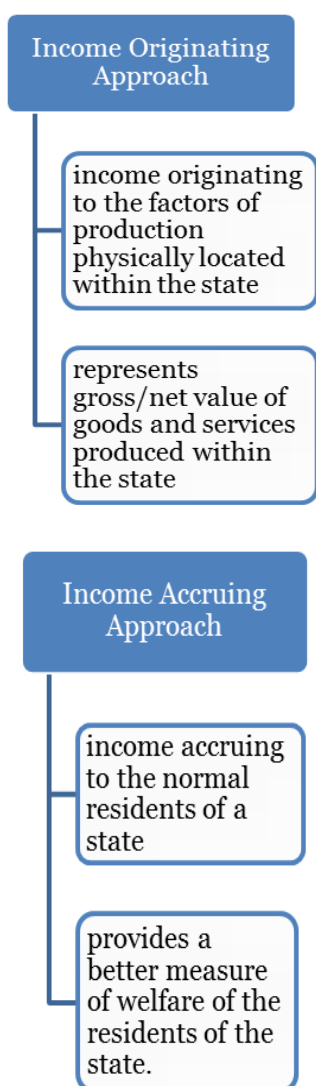 Income Originating
Approach
income originating
to the factors of
production
physically located
within the state
represents
gross/net value of
goods and services
produced within
the state
Income Accruing
Approach
income accruing
to the normal
residents of a
state
provides a
better measure
of welfare of the
residents of the
state.